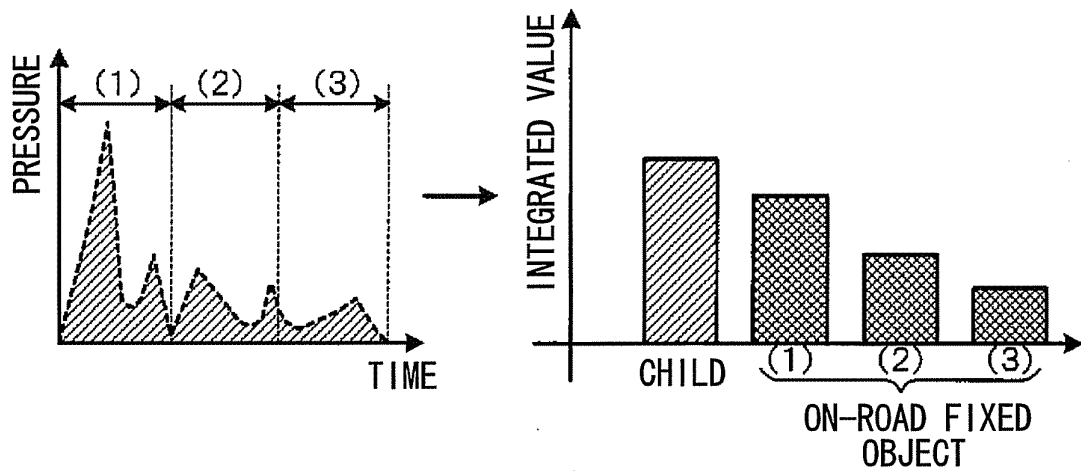 PRESSURE
(1)
(2)
(3)
TIME
INTEGRATED VALUE
CHILD
(1)
(2)
(3)
ON-ROAD FIXED
OBJECT